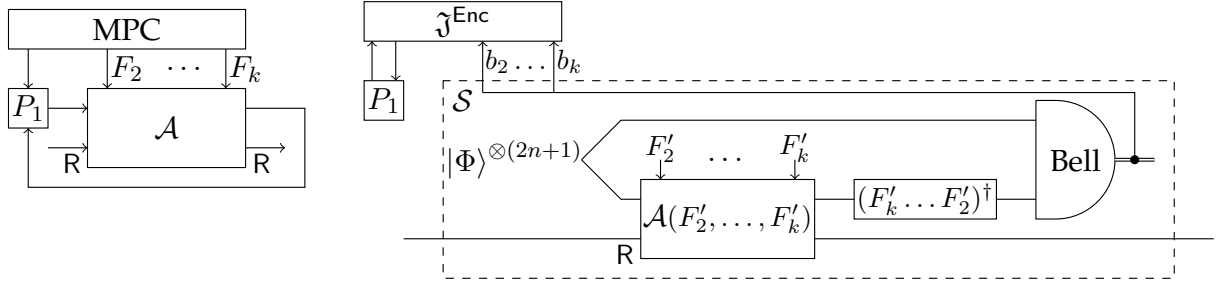 MPC
F₂ ⋯ Fₖ
P₁
𝒜
R R
𝔍^Enc
b₂ … bₖ
P₁
𝒮
|Φ⟩^⊗(2n+1)
F′₂ … F′ₖ
𝒜(F′₂, …, F′ₖ)
(F′ₖ … F′₂)†
Bell
R